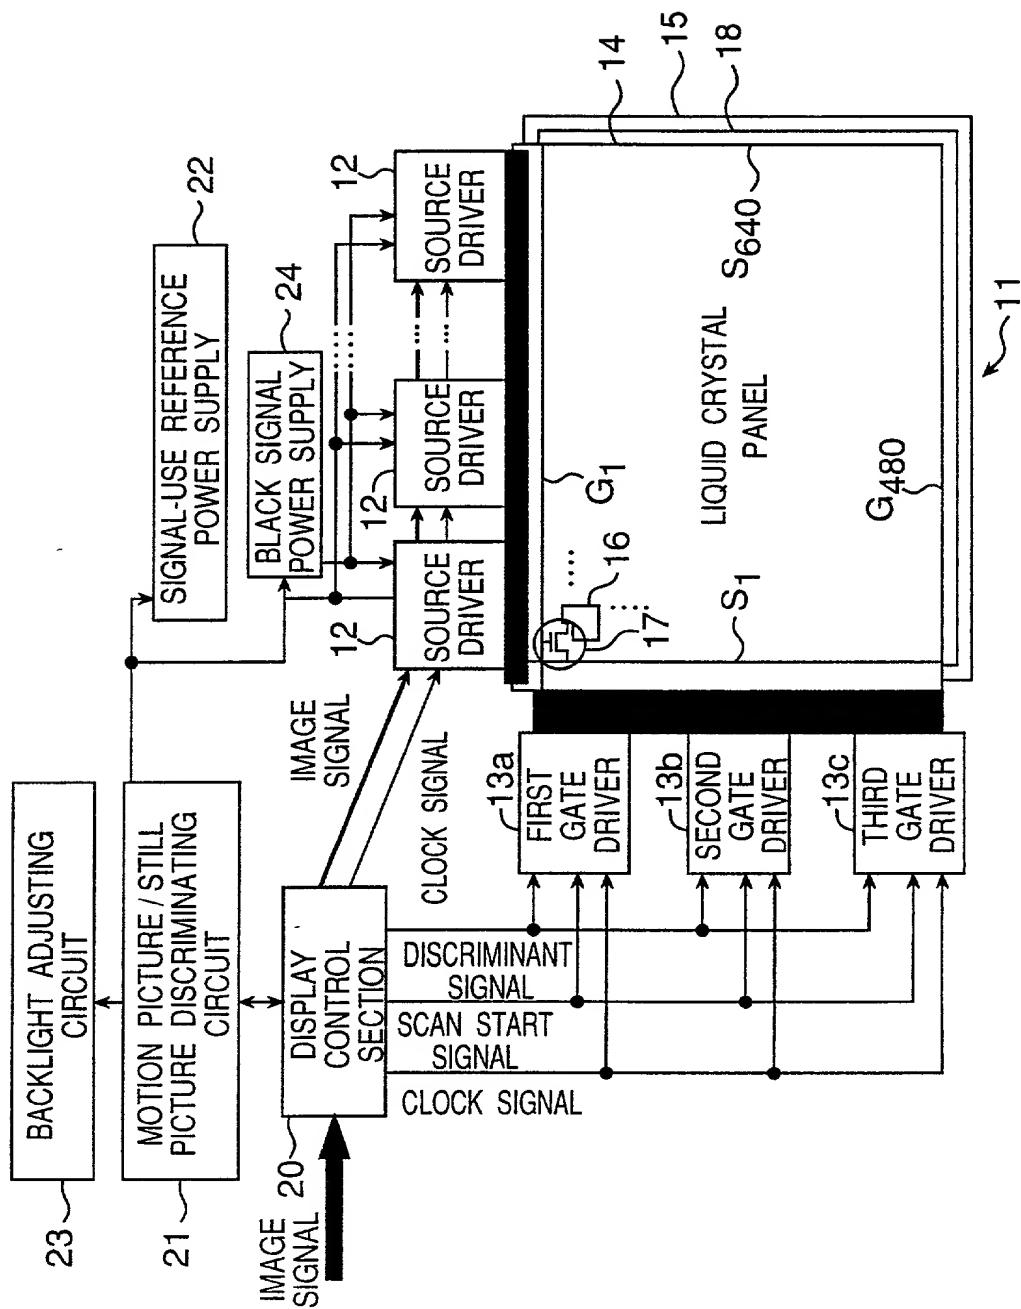 23
BACKLIGHT ADJUSTING
CIRCUIT
21
MOTION PICTURE/STILL
PICTURE DISCRIMINATING
CIRCUIT
SIGNAL-USE REFERENCE
POWER SUPPLY
22
BLACK SIGNAL
POWER SUPPLY
24
IMAGE
SIGNAL
20
DISPLAY
CONTROL
SECTION
IMAGE
SIGNAL
CLOCK SIGNAL
12
SOURCE
DRIVER
12
SOURCE
DRIVER
12
SOURCE
DRIVER
DISCRIMINANT
SIGNAL
SCAN START
SIGNAL
CLOCK SIGNAL
13a
FIRST
GATE
DRIVER
13b
SECOND
GATE
DRIVER
13c
THIRD
GATE
DRIVER
17
16
G1
S1
LIQUID CRYSTAL
PANEL
S640
G480
14
15
18
11